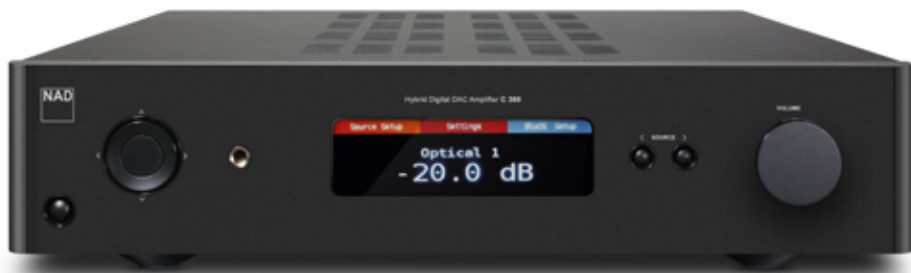 NAD
Hybrid Digital DAC Amplifier C 368
Source Setup
Settings
BluOS Setup
Optical 1
-20.0 dB
< SOURCE >
VOLUME